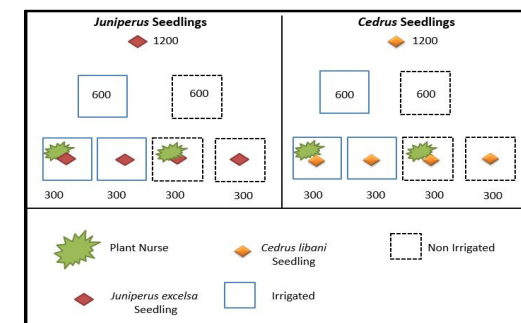 Juniperus Seedlings
1200
600
600
300
300
300
300
Cedrus Seedlings
1200
600
600
300
300
300
300
Plant Nurse
Cedrus libani
Seedling
Non Irrigated
Juniperus excelsa
Seedling
Irrigated